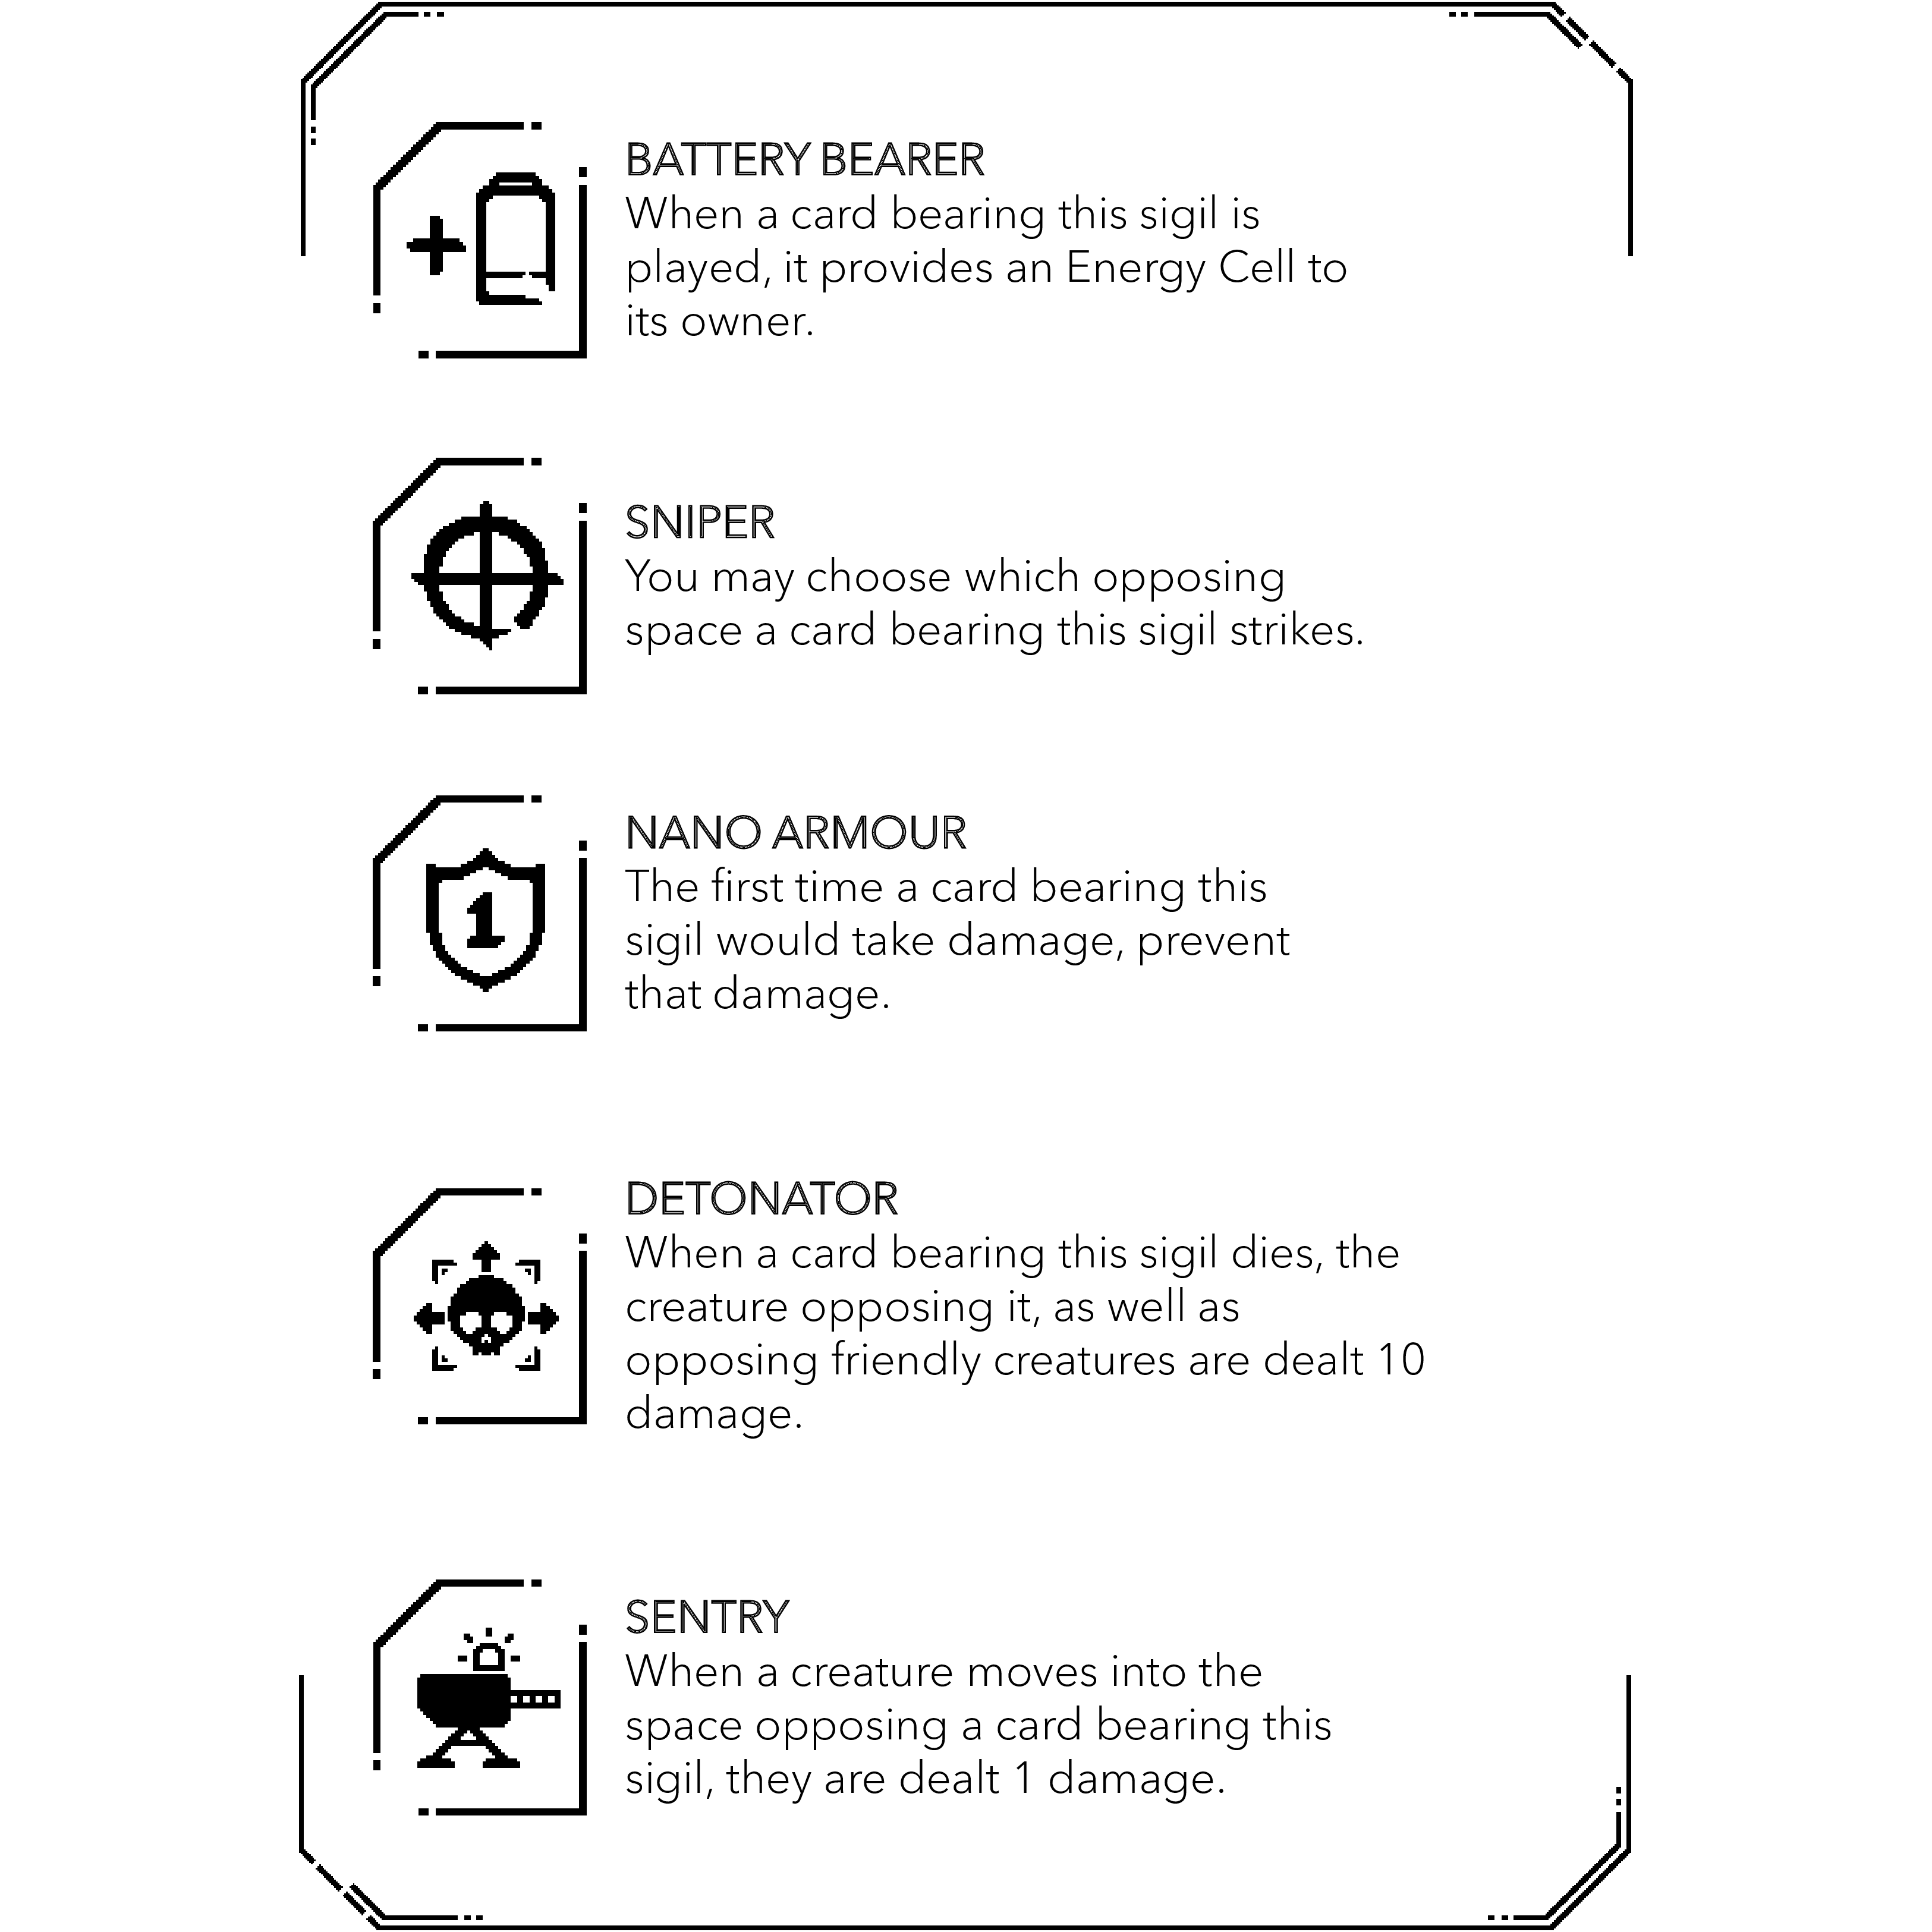 BATTERY BEARER
When a card bearing this sigil is
played, it provides an Energy Cell to
its owner.
SNIPER
You may choose which opposing
space a card bearing this sigil strikes.
1
NANO ARMOUR
The first time a card bearing this
sigil would take damage, prevent
that damage.
DETONATOR
When a card bearing this sigil dies, the
creature opposing it, as well as
opposing friendly creatures are dealt 10
damage.
SENTRY
When a creature moves into the
space opposing a card bearing this
sigil, they are dealt 1 damage.